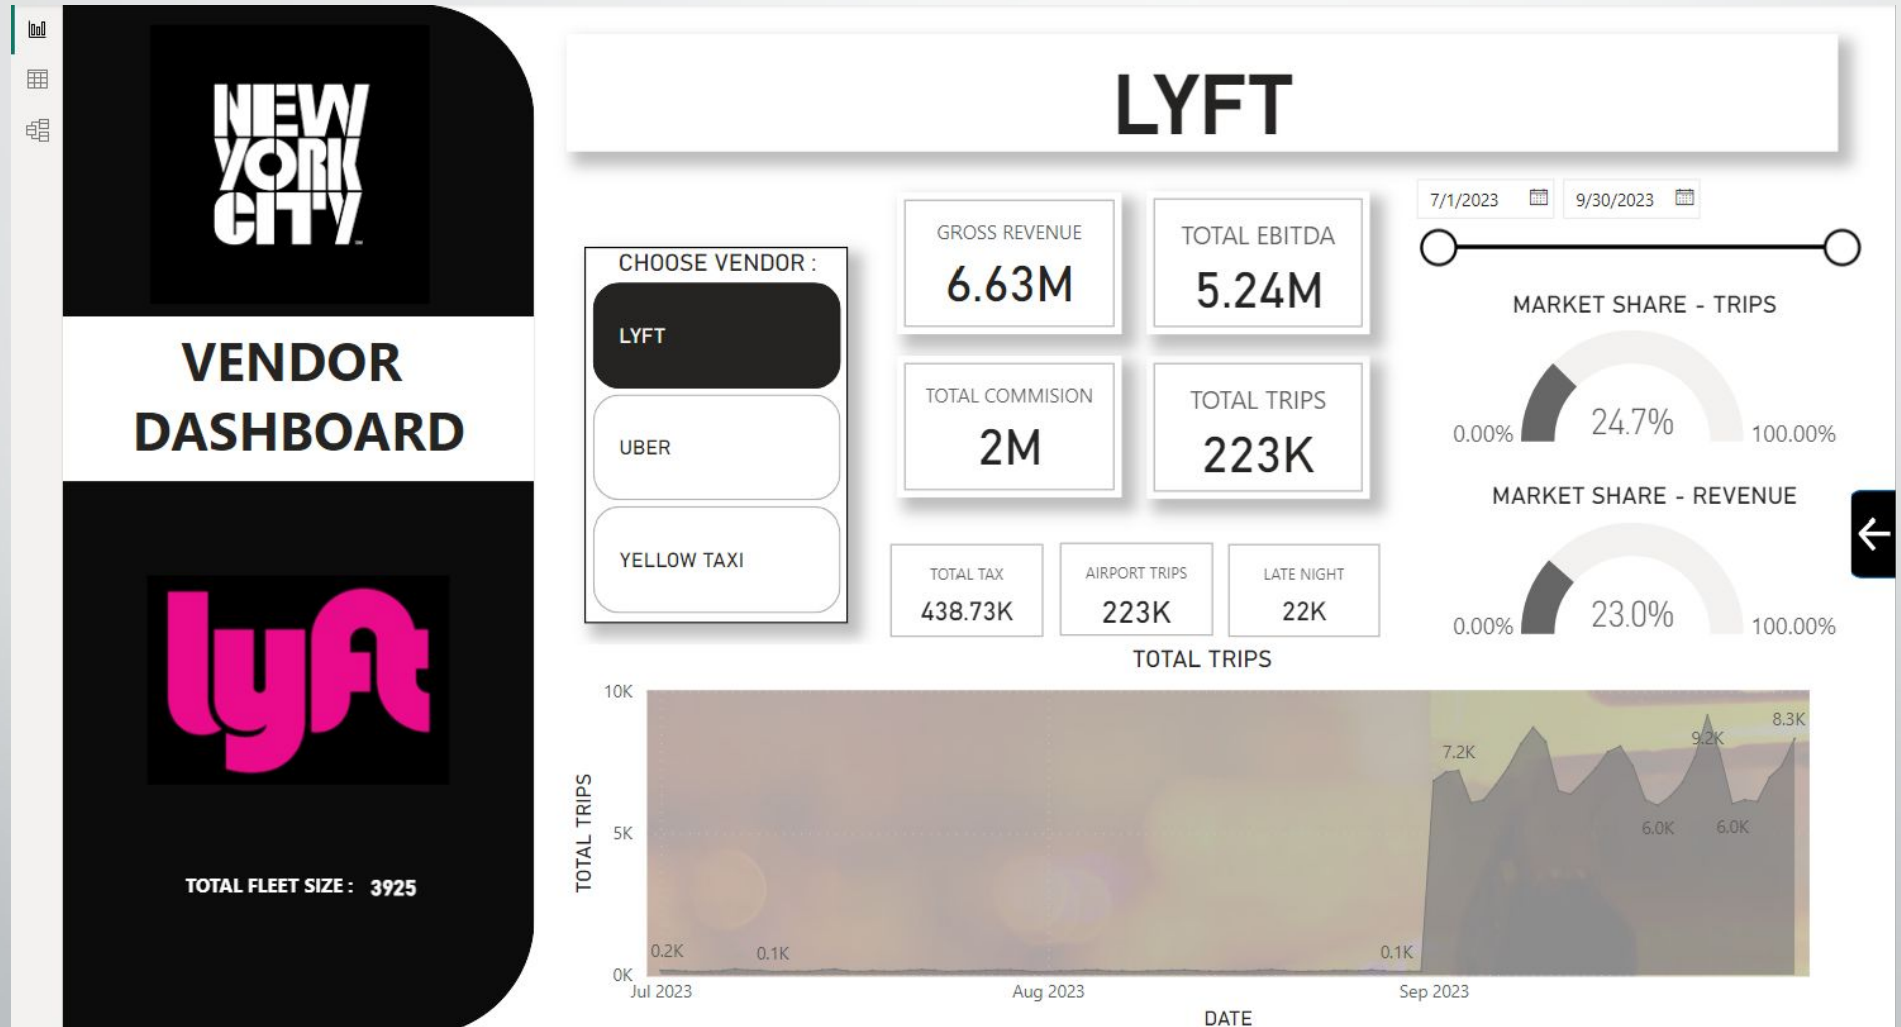 NEW
YORK
CITY
VENDOR
DASHBOARD
lyft
TOTAL FLEET SIZE : 3925
LYFT
CHOOSE VENDOR :
LYFT
UBER
YELLOW TAXI
GROSS REVENUE
6.63M
TOTAL EBITDA
5.24M
TOTAL COMMISION
2M
TOTAL TRIPS
223K
TOTAL TAX
438.73K
AIRPORT TRIPS
223K
LATE NIGHT
22K
7/1/2023
9/30/2023
MARKET SHARE - TRIPS
24.7%
0.00%
100.00%
MARKET SHARE - REVENUE
23.0%
0.00%
100.00%
TOTAL TRIPS
TOTAL TRIPS
10K
5K
0K
0.2K
0.1K
0.1K
7.2K
6.0K
9.2K
6.0K
8.3K
Jul 2023
Aug 2023
Sep 2023
DATE